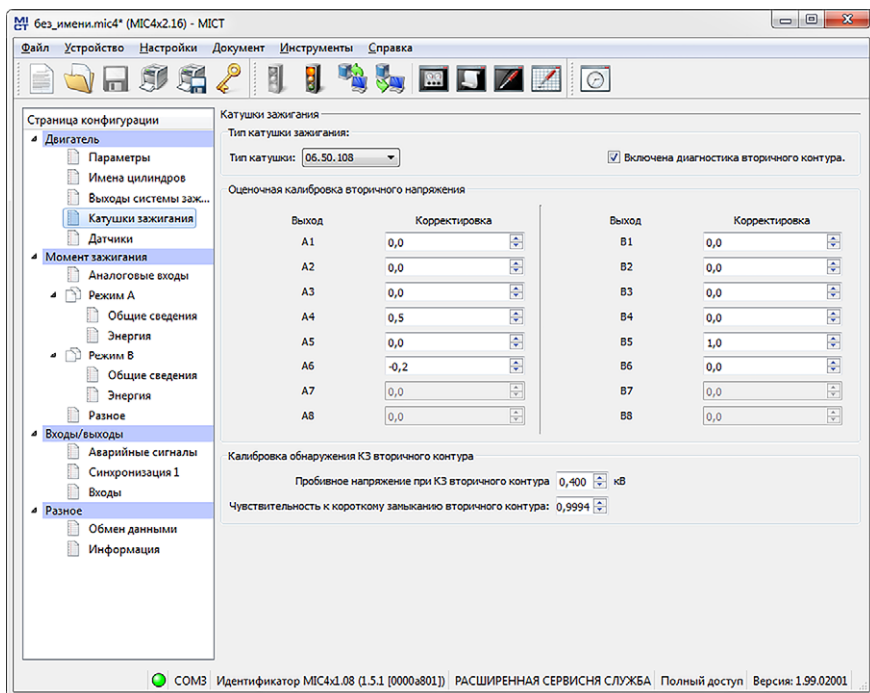 без_имени.mic4* (MIC4x2.16) - MICT
Файл Устройство Настройки Документ Инструменты Справка
Страница конфигурации
Двигатель
Параметры
Имена цилиндров
Выходы системы заж...
Катушки зажигания
Датчики
Момент зажигания
Аналоговые входы
Режим A
Общие сведения
Энергия
Режим B
Общие сведения
Энергия
Разное
Входы/выходы
Аварийные сигналы
Синхронизация 1
Входы
Разное
Обмен данными
Информация
Катушки зажигания
Тип катушки зажигания:
Тип катушки: 06.50.108 Включена диагностика вторичного контура.
Оценочная калибровка вторичного напряжения
Выход Корректировка Выход Корректировка
A1 0,0 B1 0,0
A2 0,0 B2 0,0
A3 0,0 B3 0,0
A4 0,5 B4 0,0
A5 0,0 B5 1,0
A6 -0,2 B6 0,0
A7 0,0 B7 0,0
A8 0,0 B8 0,0
Калибровка обнаружения КЗ вторичного контура
Пробивное напряжение при КЗ вторичного контура 0,400 кВ
Чувствительность к короткому замыканию вторичного контура: 0,9994
COM3 Идентификатор MIC4x1.08 (1.5.1 [0000a801]) РАСШИРЕННАЯ СЕРВИСНЯ СЛУЖБА Полный доступ Версия: 1.99.02001